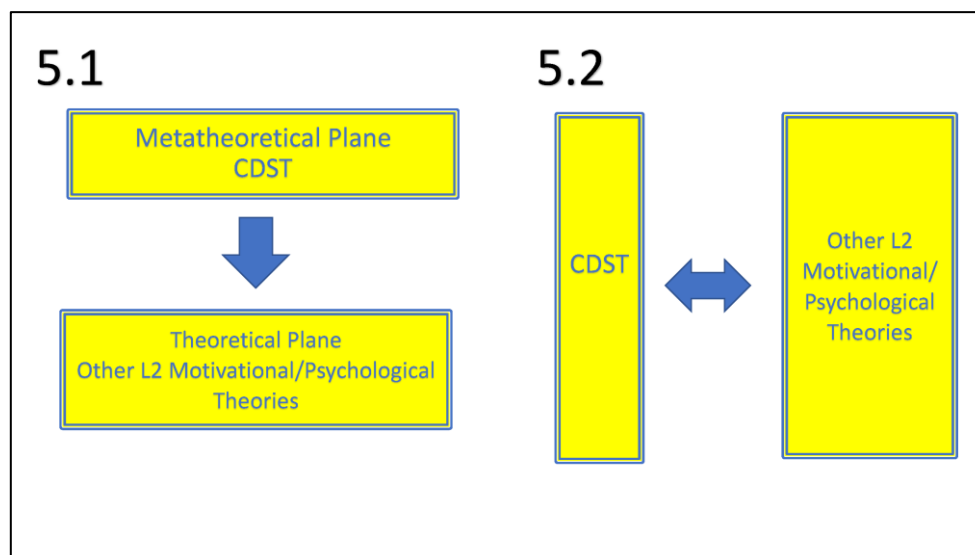 5.1
Metatheoretical Plane
CDST
Theoretical Plane
Other L2 Motivational/Psychological
Theories
5.2
CDST
Other L2
Motivational/
Psychological
Theories